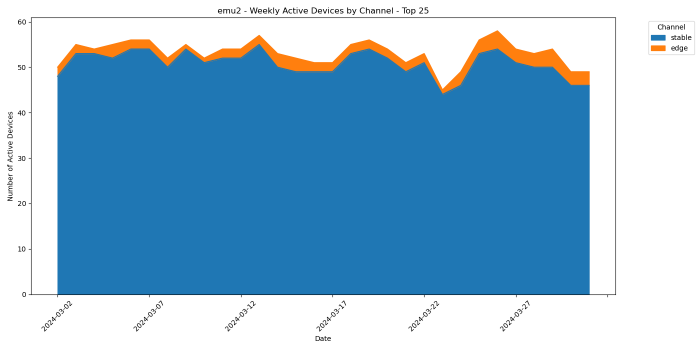 emu2 - Weekly Active Devices by Channel - Top 25
Channel
stable
edge
Number of Active Devices
60
50
40
30
20
10
0
2024-03-02
2024-03-07
2024-03-12
2024-03-17
2024-03-22
2024-03-27
Date